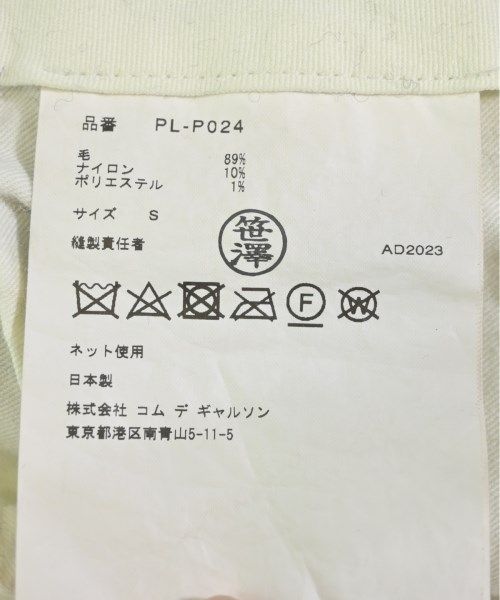 品番 PL-P024
毛 89%
ナイロン 10%
ポリエステル 1%
サイズ S
縫製責任者 笹澤 AD2023
F W
ネット使用
日本製
株式会社 コム デ ギャルソン
東京都港区南青山5-11-5